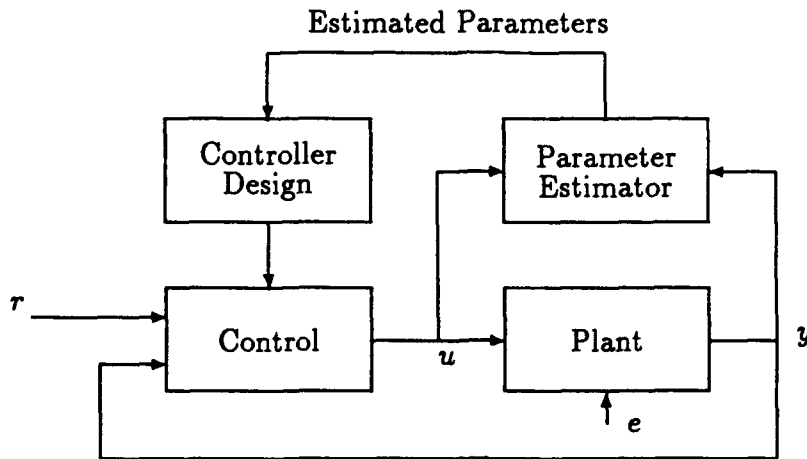 Estimated Parameters
Controller
Design
Parameter
Estimator
r
Control
u
Plant
y
e